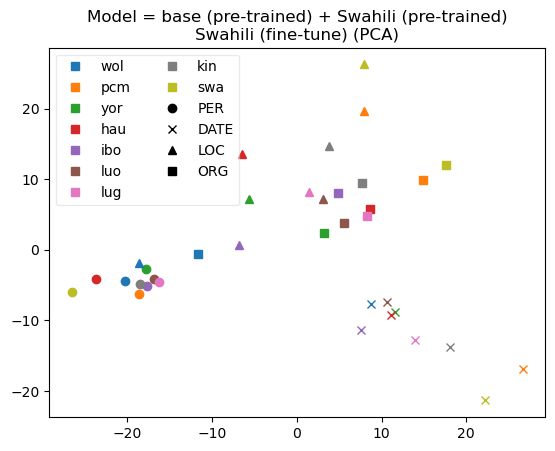 Model = base (pre-trained) + Swahili (pre-trained)
Swahili (fine-tune) (PCA)
wol
pcm
yor
hau
ibo
luo
lug
kin
swa
PER
DATE
LOC
ORG
20
10
0
−10
−20
−20
−10
0
10
20